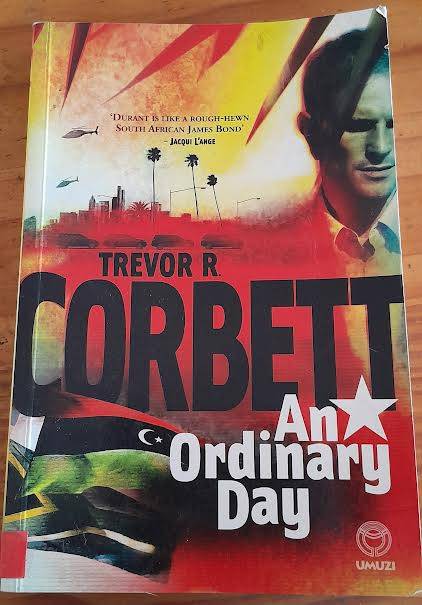 ‘DURANT IS LIKE A ROUGH-HEWN
SOUTH AFRICAN JAMES BOND’
– JACQUI L’ANGE
TREVOR R.
CORBETT
An
Ordinary
Day
UMUZI